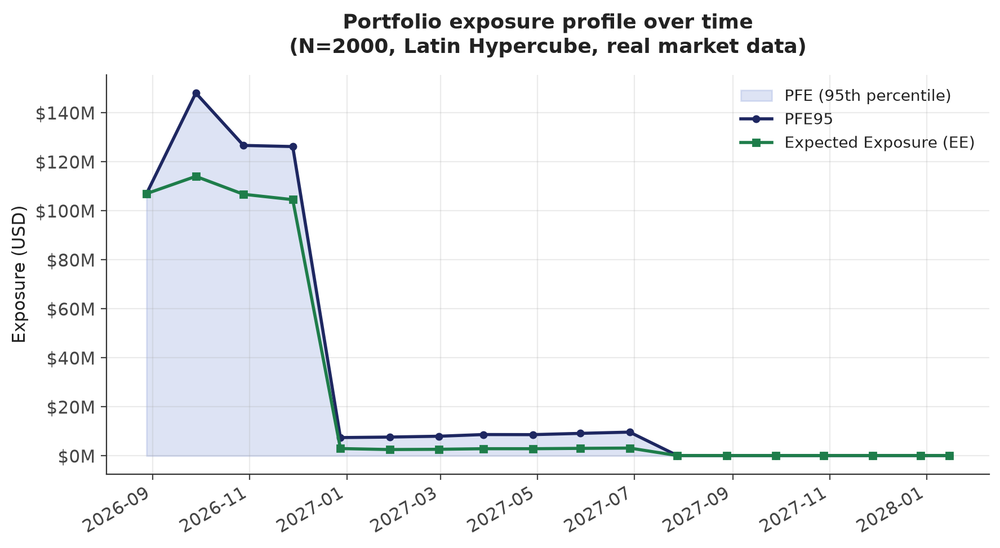 Portfolio exposure profile over time
(N=2000, Latin Hypercube, real market data)
PFE (95th percentile)
PFE95
Expected Exposure (EE)
Exposure (USD)
$140M
$120M
$100M
$80M
$60M
$40M
$20M
$0M
2026-09
2026-11
2027-01
2027-03
2027-05
2027-07
2027-09
2027-11
2028-01